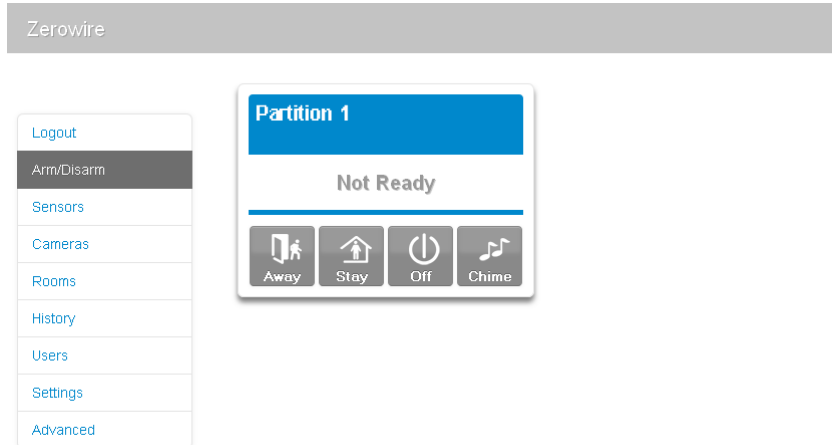 Zerowire
Logout
Arm/Disarm
Sensors
Cameras
Rooms
History
Users
Settings
Advanced
Partition 1
Not Ready
Away Stay Off Chime